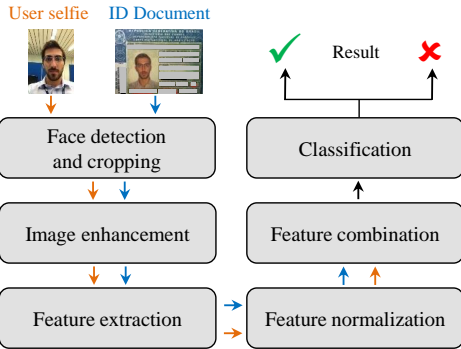 User selfie
ID Document
Result
Face detection
and cropping
Classification
Image enhancement
Feature combination
Feature extraction
Feature normalization